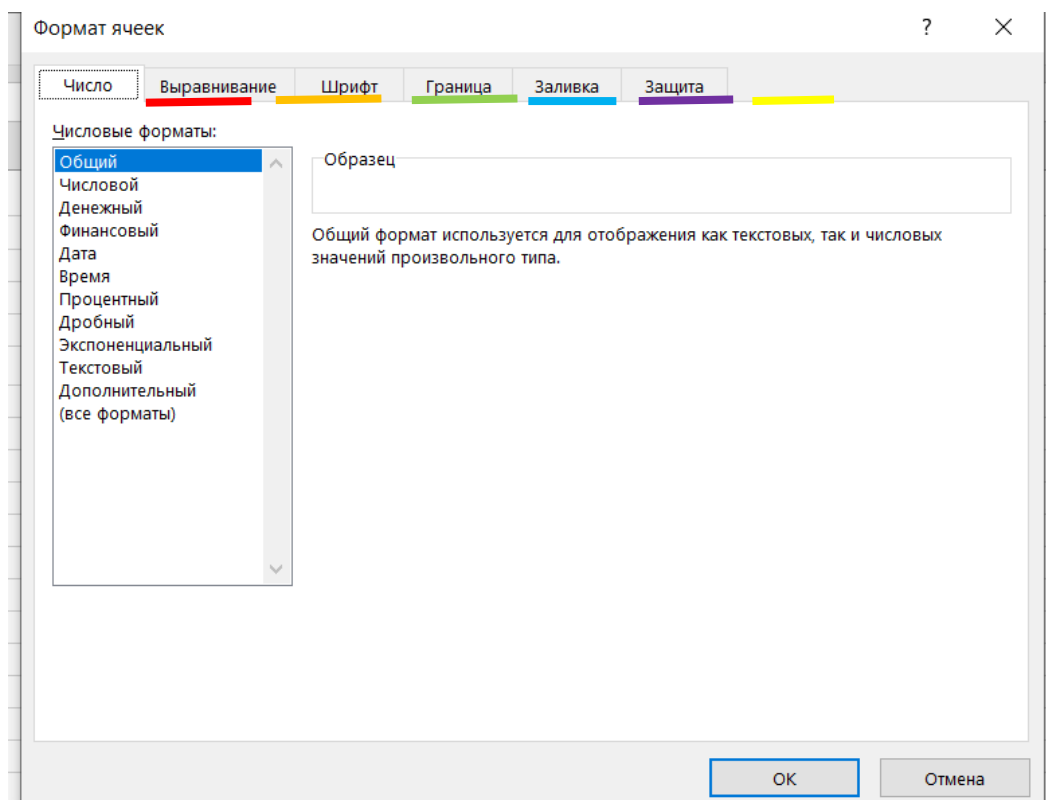 Формат ячеек
?
Число Выравнивание Шрифт Граница Заливка Защита
Числовые форматы:
Общий
Числовой
Денежный
Финансовый
Дата
Время
Процентный
Дробный
Экспоненциальный
Текстовый
Дополнительный
(все форматы)
Образец
Общий формат используется для отображения как текстовых, так и числовых
значений произвольного типа.
ОК
Отмена